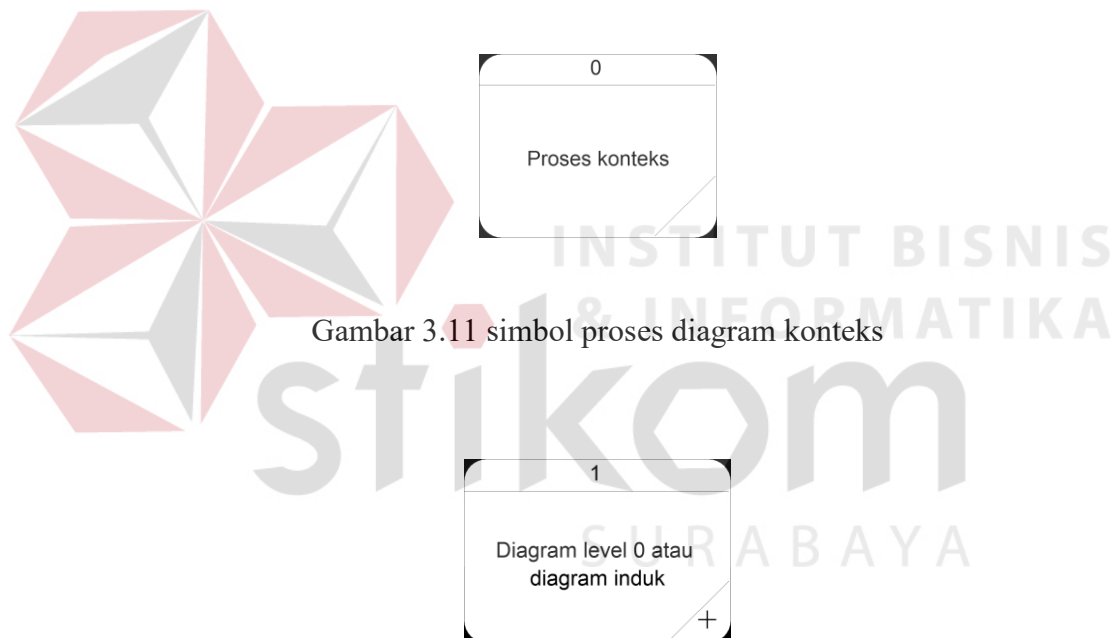 0
Proses konteks
INSTITUT BISNIS
& INFORMATIKA
Gambar 3.11 simbol proses diagram konteks
stikom
1
Diagram level 0 atau
diagram induk
SURABAYA
+